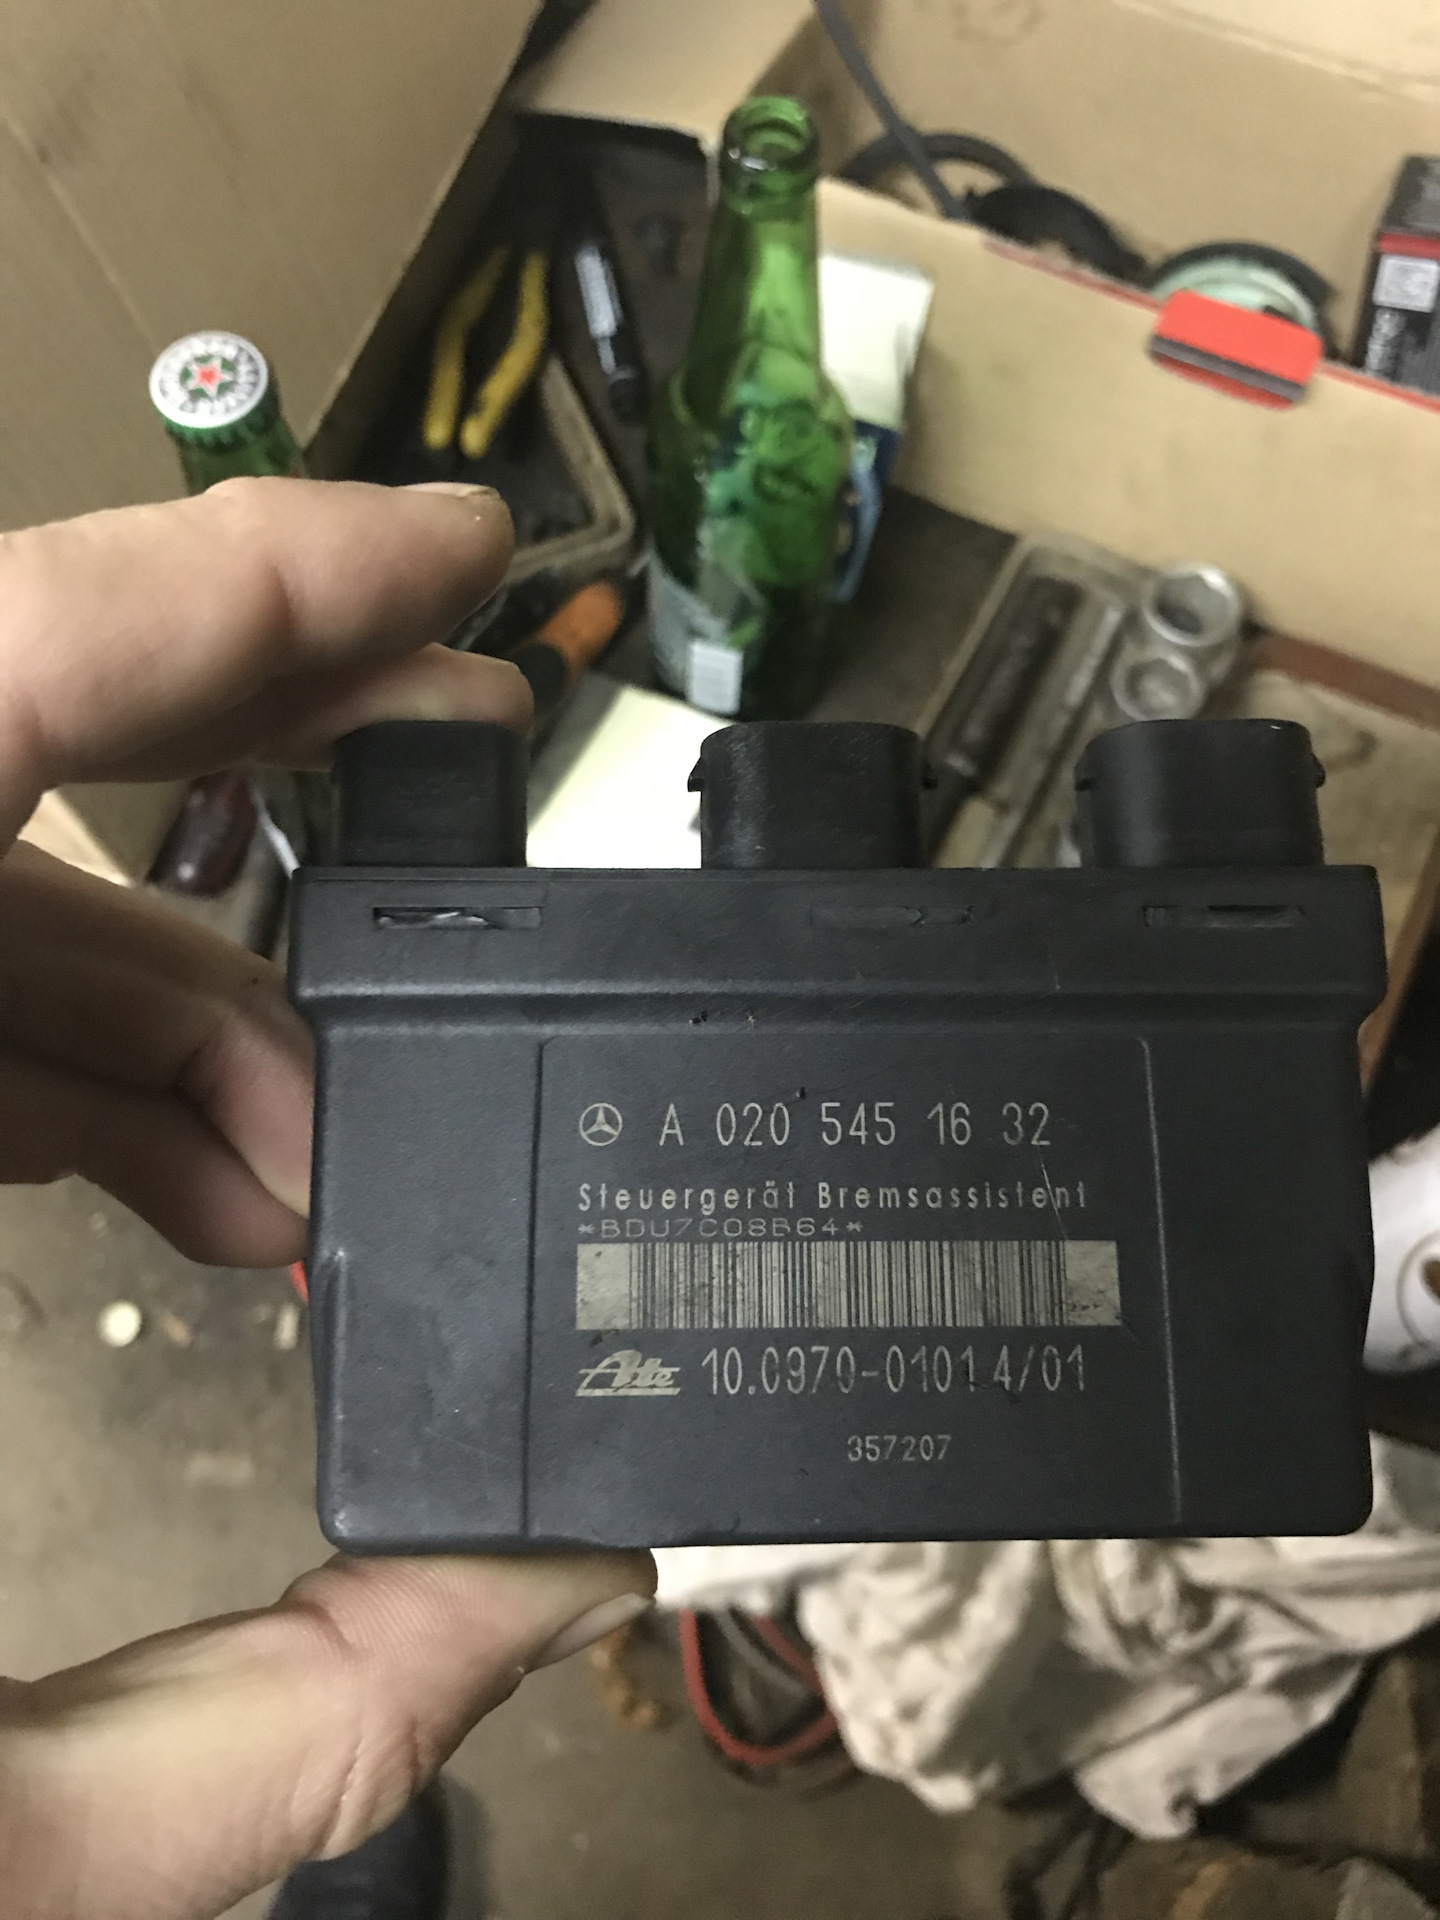 A 020 545 16 32
Steuergerät Bremsassistent
*BDU7C08B64*
Ate 10.0970-0101.4/01
357207